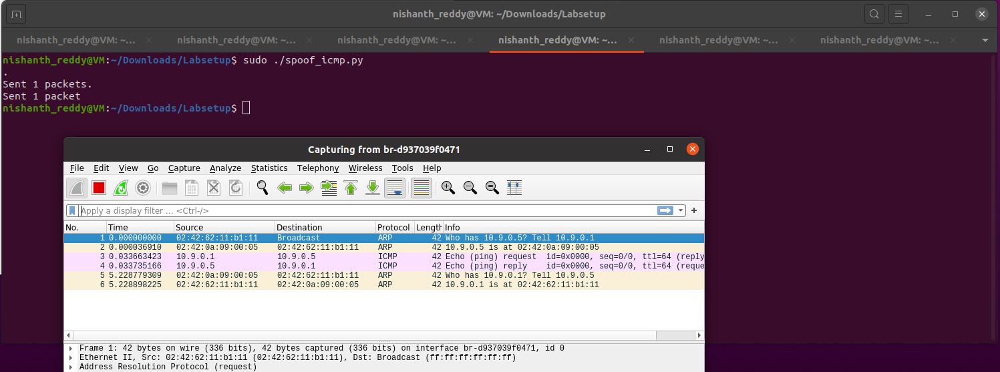 nishanth_reddy@VM: ~/Downloads/Labsetup
nishanth_reddy@VM: ~... × nishanth_reddy@VM: ~... × nishanth_reddy@VM: ~... × nishanth_reddy@VM: ~... × nishanth_reddy@VM: ~... × nishanth_reddy@VM: ~... ×
nishanth_reddy@VM:~/Downloads/Labsetup$ sudo ./spoof_icmp.py
.
Sent 1 packets.
Sent 1 packet
nishanth_reddy@VM:~/Downloads/Labsetup$
Capturing from br-d937039f0471
File Edit View Go Capture Analyze Statistics Telephony Wireless Tools Help
Apply a display filter ... <Ctrl-/>
No. Time Source Destination Protocol Length Info
1 0.000000000 02:42:62:11:b1:11 Broadcast ARP 42 Who has 10.9.0.5? Tell 10.9.0.1
2 0.000036910 02:42:0a:09:00:05 02:42:62:11:b1:11 ARP 42 10.9.0.5 is at 02:42:0a:09:00:05
3 0.033663423 10.9.0.1 10.9.0.5 ICMP 42 Echo (ping) request id=0x0000, seq=0/0, ttl=64 (reply
4 0.033735166 10.9.0.5 10.9.0.1 ICMP 42 Echo (ping) reply id=0x0000, seq=0/0, ttl=64 (reque
5 5.228779309 02:42:0a:09:00:05 02:42:62:11:b1:11 ARP 42 Who has 10.9.0.1? Tell 10.9.0.5
6 5.228898225 02:42:62:11:b1:11 02:42:0a:09:00:05 ARP 42 10.9.0.1 is at 02:42:62:11:b1:11
Frame 1: 42 bytes on wire (336 bits), 42 bytes captured (336 bits) on interface br-d937039f0471, id 0
Ethernet II, Src: 02:42:62:11:b1:11 (02:42:62:11:b1:11), Dst: Broadcast (ff:ff:ff:ff:ff:ff)
Address Resolution Protocol (request)